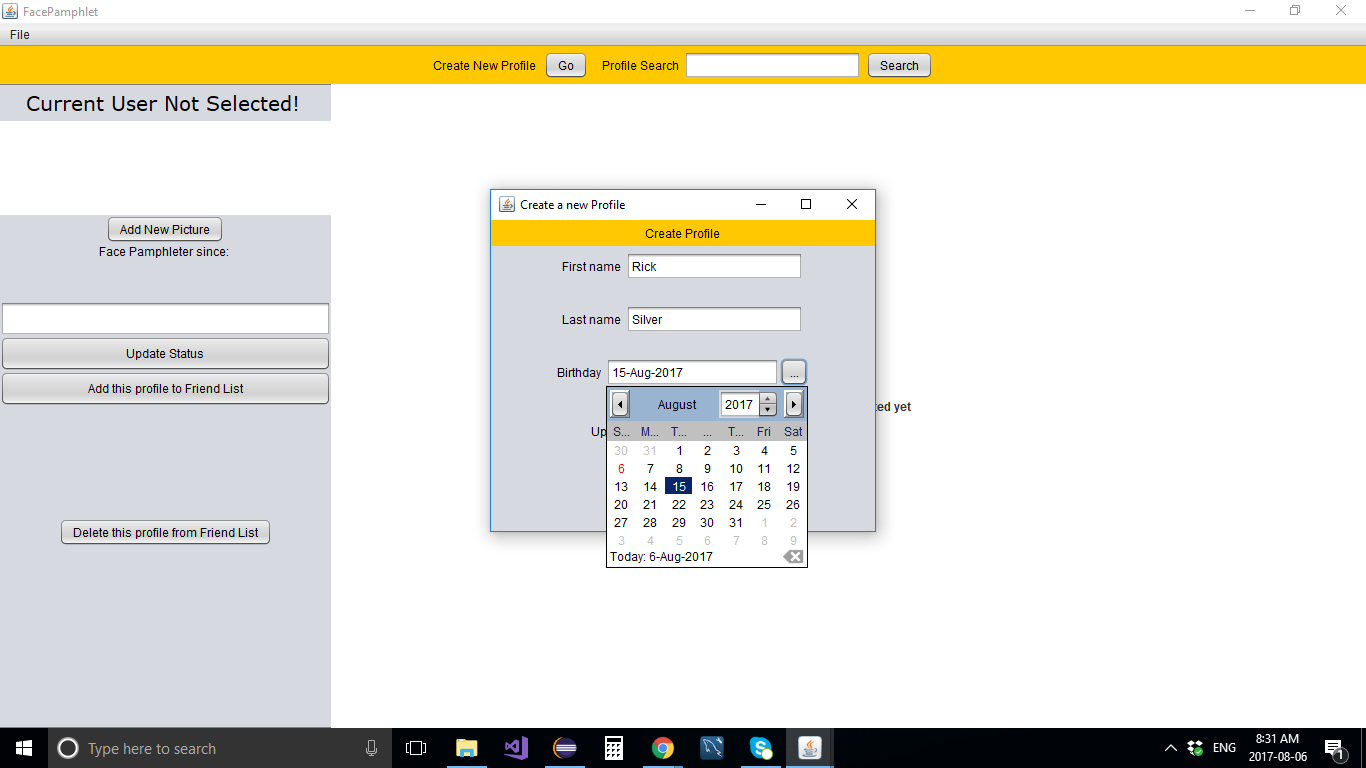 FacePamphlet
File
Create New Profile Go Profile Search Search
Current User Not Selected!
Add New Picture
Face Pamphleter since:
Update Status
Add this profile to Friend List
Delete this profile from Friend List
Create a new Profile
Create Profile
First name Rick
Last name Silver
Birthday 15-Aug-2017 ...
August 2017
S... M... T... ... T... Fri Sat
30 31 1 2 3 4 5
6 7 8 9 10 11 12
13 14 15 16 17 18 19
20 21 22 23 24 25 26
27 28 29 30 31 1 2
3 4 5 6 7 8 9
Today: 6-Aug-2017
Up
ted yet
Type here to search
ENG
8:31 AM
2017-08-06
1